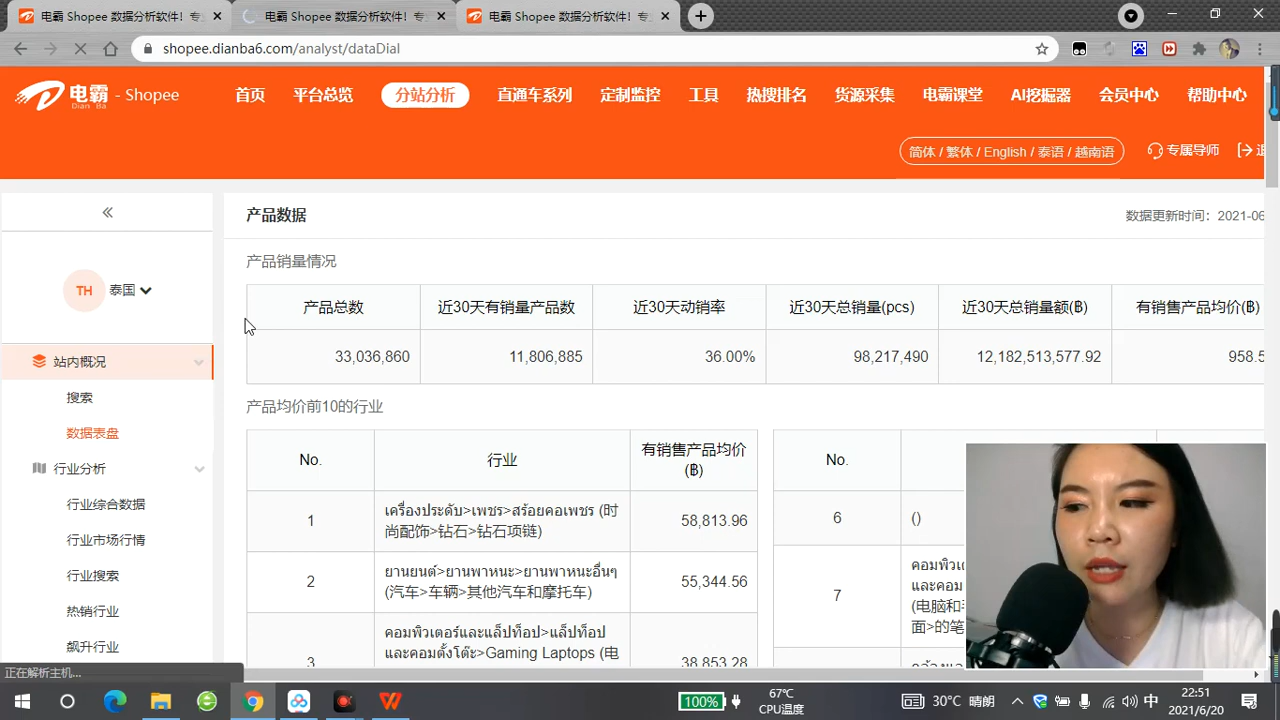 电霸 Shopee 数据分析软件! 专
电霸 Shopee 数据分析软件! 专
电霸 Shopee 数据分析软件! 专
shopee.dianba6.com/analyst/dataDial
电霸 - Shopee
Dian Ba
首页 平台总览 分站分析 直通车系列 定制监控 工具 热搜排名 货源采集 电霸课堂 AI挖掘器 会员中心 帮助中心
简体 / 繁体 / English / 泰语 / 越南语
专属导师
TH 泰国
站内概况
搜索
数据表盘
行业分析
行业综合数据
行业市场行情
行业搜索
热销行业
飙升行业
正在解析主机...
产品数据
数据更新时间：2021-06
产品销量情况
产品总数 近30天有销量产品数 近30天动销率 近30天总销量(pcs) 近30天总销量额(฿) 有销售产品均价(฿)
33,036,860 11,806,885 36.00% 98,217,490 12,182,513,577.92 958.5
产品均价前10的行业
No. 行业 有销售产品均价
(฿)
1 เครื่องประดับ>เพชร>สร้อยคอเพชร (时
尚配饰>钻石>钻石项链) 58,813.96
2 ยานยนต์>ยานพาหนะ>ยานพาหนะอื่นๆ
(汽车>车辆>其他汽车和摩托车) 55,344.56
3 คอมพิวเตอร์และแล็ปท็อป>แล็ปท็อป
และคอมตั้งโต๊ะ>Gaming Laptops (电 38,853.28
No.
6 ()
7 คอมพิวเ
และคอม
(电脑和
面>的笔
100%
67℃
CPU温度
30°C 晴朗
中
22:51
2021/6/20